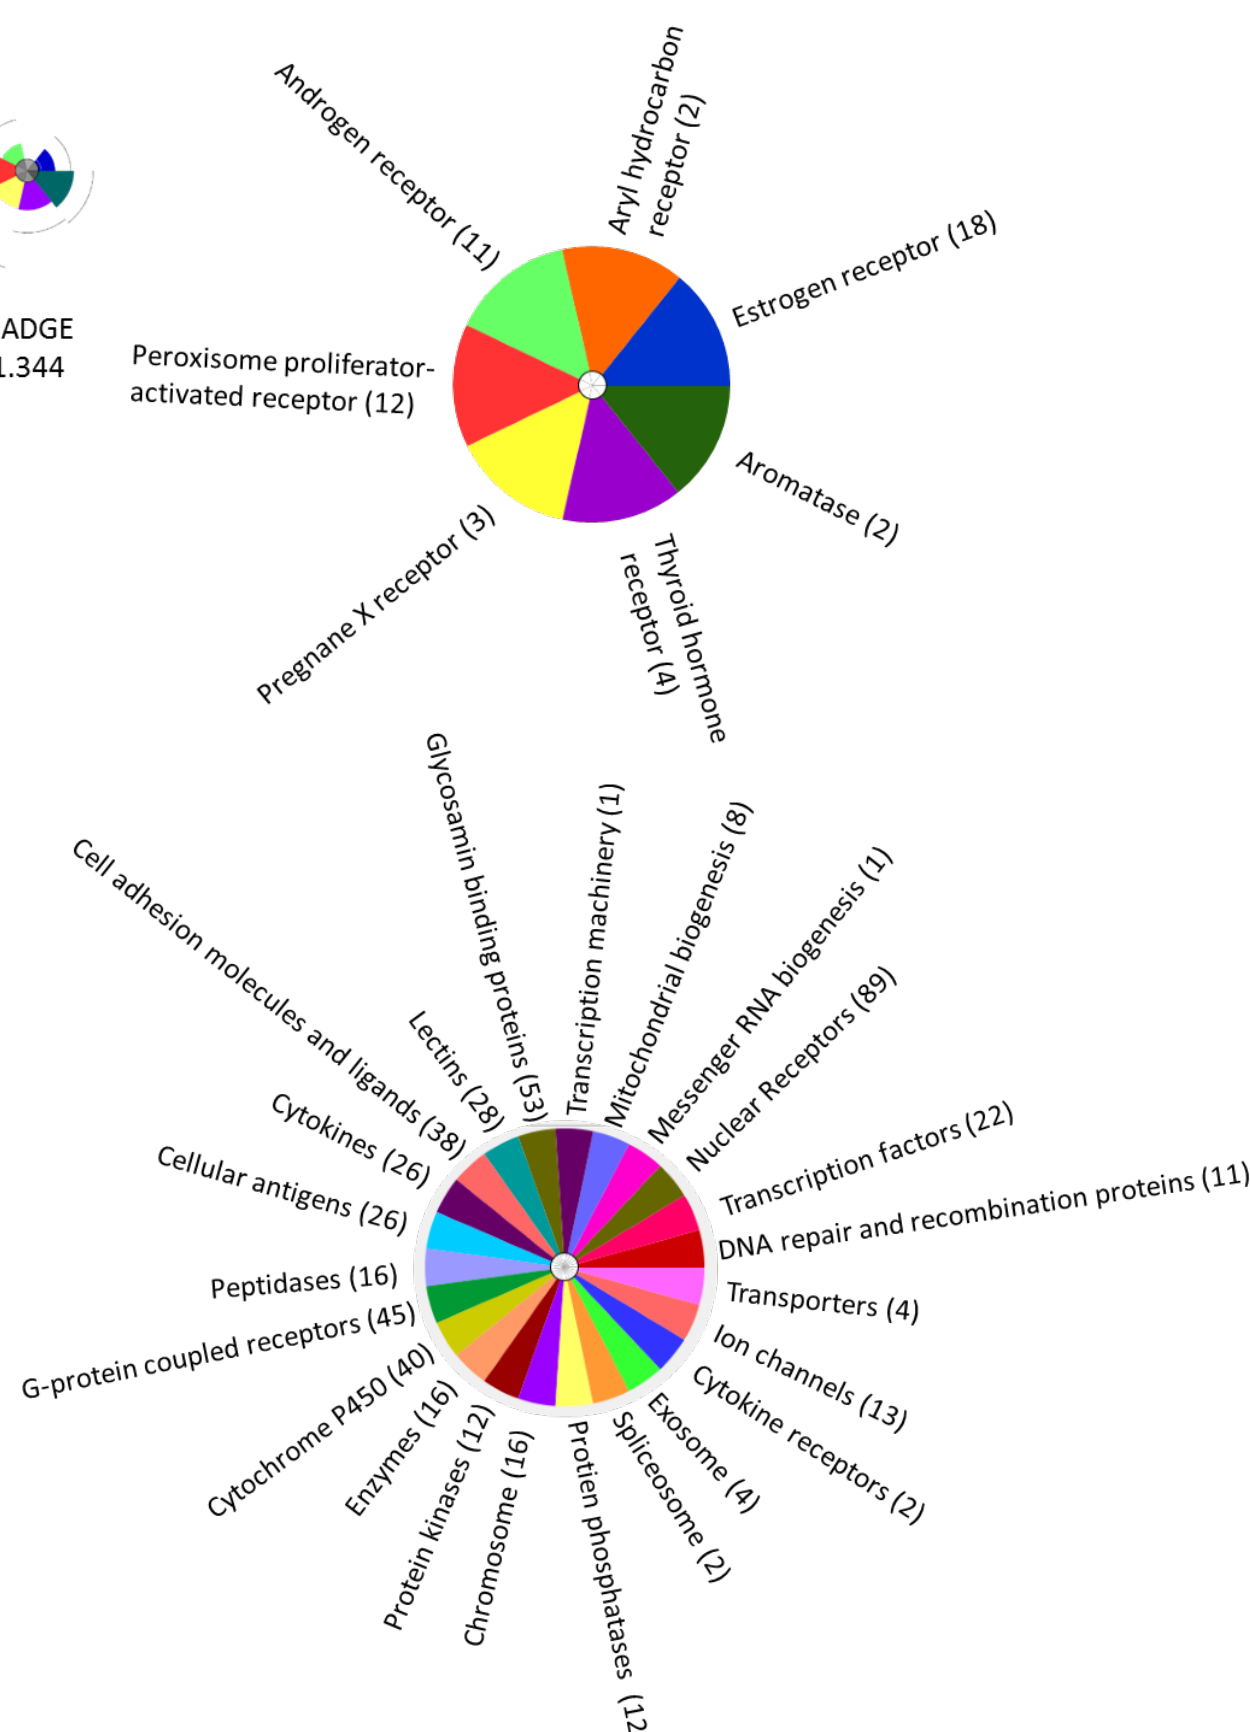 Aryl hydrocarbon
receptor (2)
Androgen receptor (11)
Estrogen receptor (18)
ADGE
1.344
Peroxisome proliferator-
activated receptor (12)
Aromatase (2)
Pregnane X receptor (3)
Thyroid hormone
receptor (4)
Glycosamin binding proteins (53)
Transcription machinery (1)
Mitochondrial biogenesis (8)
Cell adhesion molecules and ligands (38)
Messenger RNA biogenesis (1)
Nuclear Receptors (89)
Lectins (28)
Cytokines (26)
Transcription factors (22)
Cellular antigens (26)
DNA repair and recombination proteins (11)
Peptidases (16)
Transporters (4)
G-protein coupled receptors (45)
Ion channels (13)
Cytochrome P450 (40)
Cytokine receptors (2)
Enzymes (16)
Exosome (4)
Protein kinases (12)
Spliceosome (2)
Chromosome (16)
Protien phosphatases (12